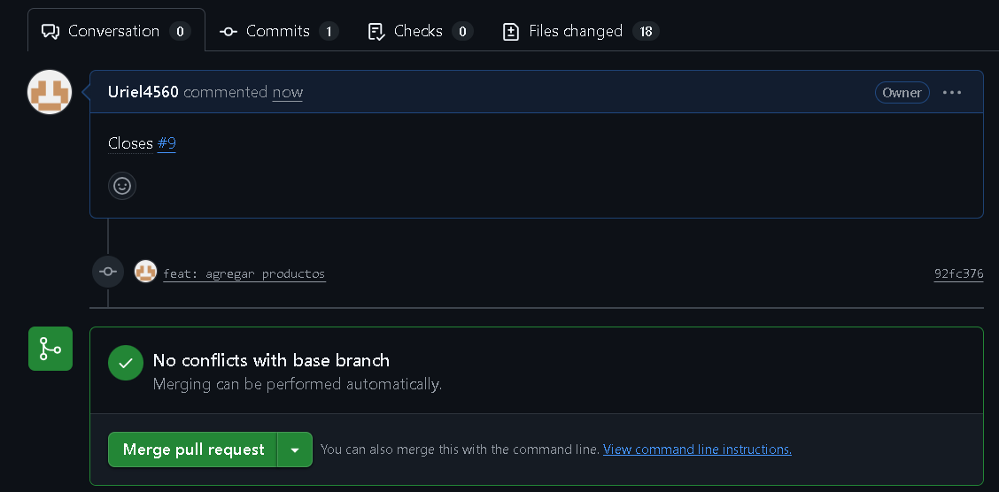 Conversation 0 Commits 1 Checks 0 Files changed 18
Uriel4560 commented now Owner
Closes #9
feat: agregar productos 92fc376
No conflicts with base branch
Merging can be performed automatically.
Merge pull request You can also merge this with the command line. View command line instructions.